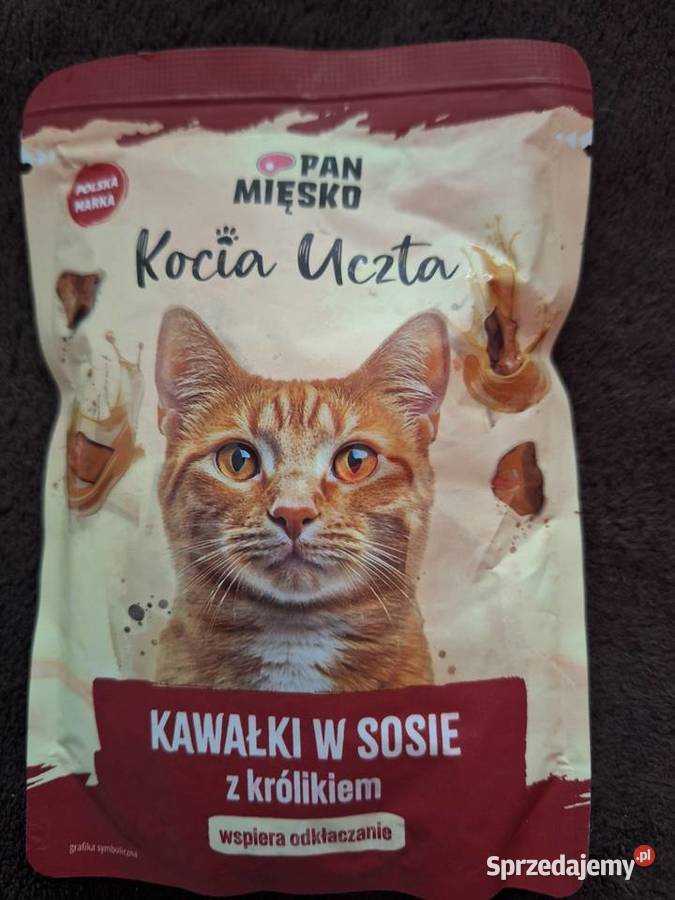 PAN
MIĘSKO
POLSKA
MARKA
Kocia Uczta
KAWAŁKI W SOSIE
z królikiem
wspiera odkłaczanie
grafika symboliczna
Sprzedajemy.pl